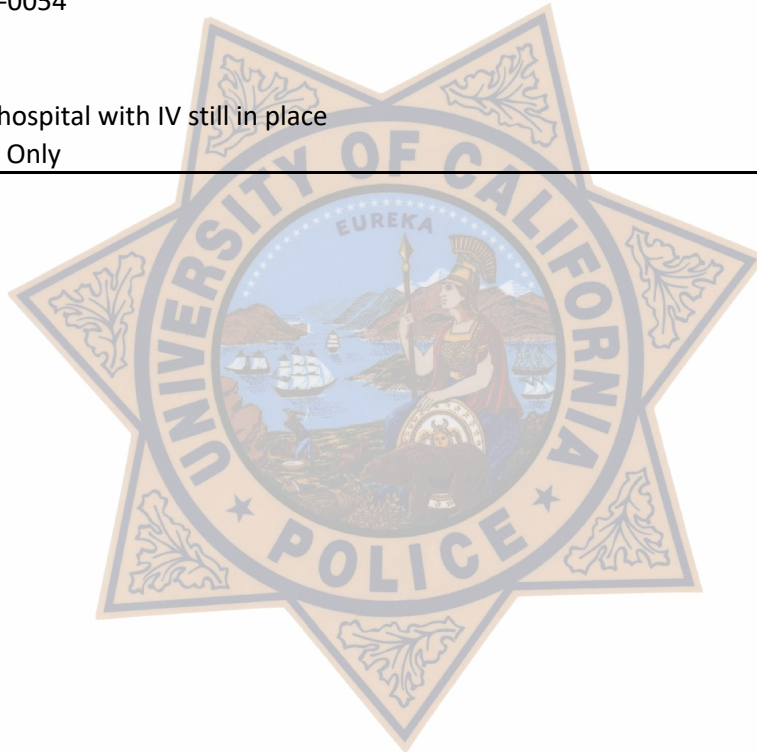 -0054
hospital with IV still in place
Only
UNIVERSITY OF CALIFORNIA
EUREKA
POLICE